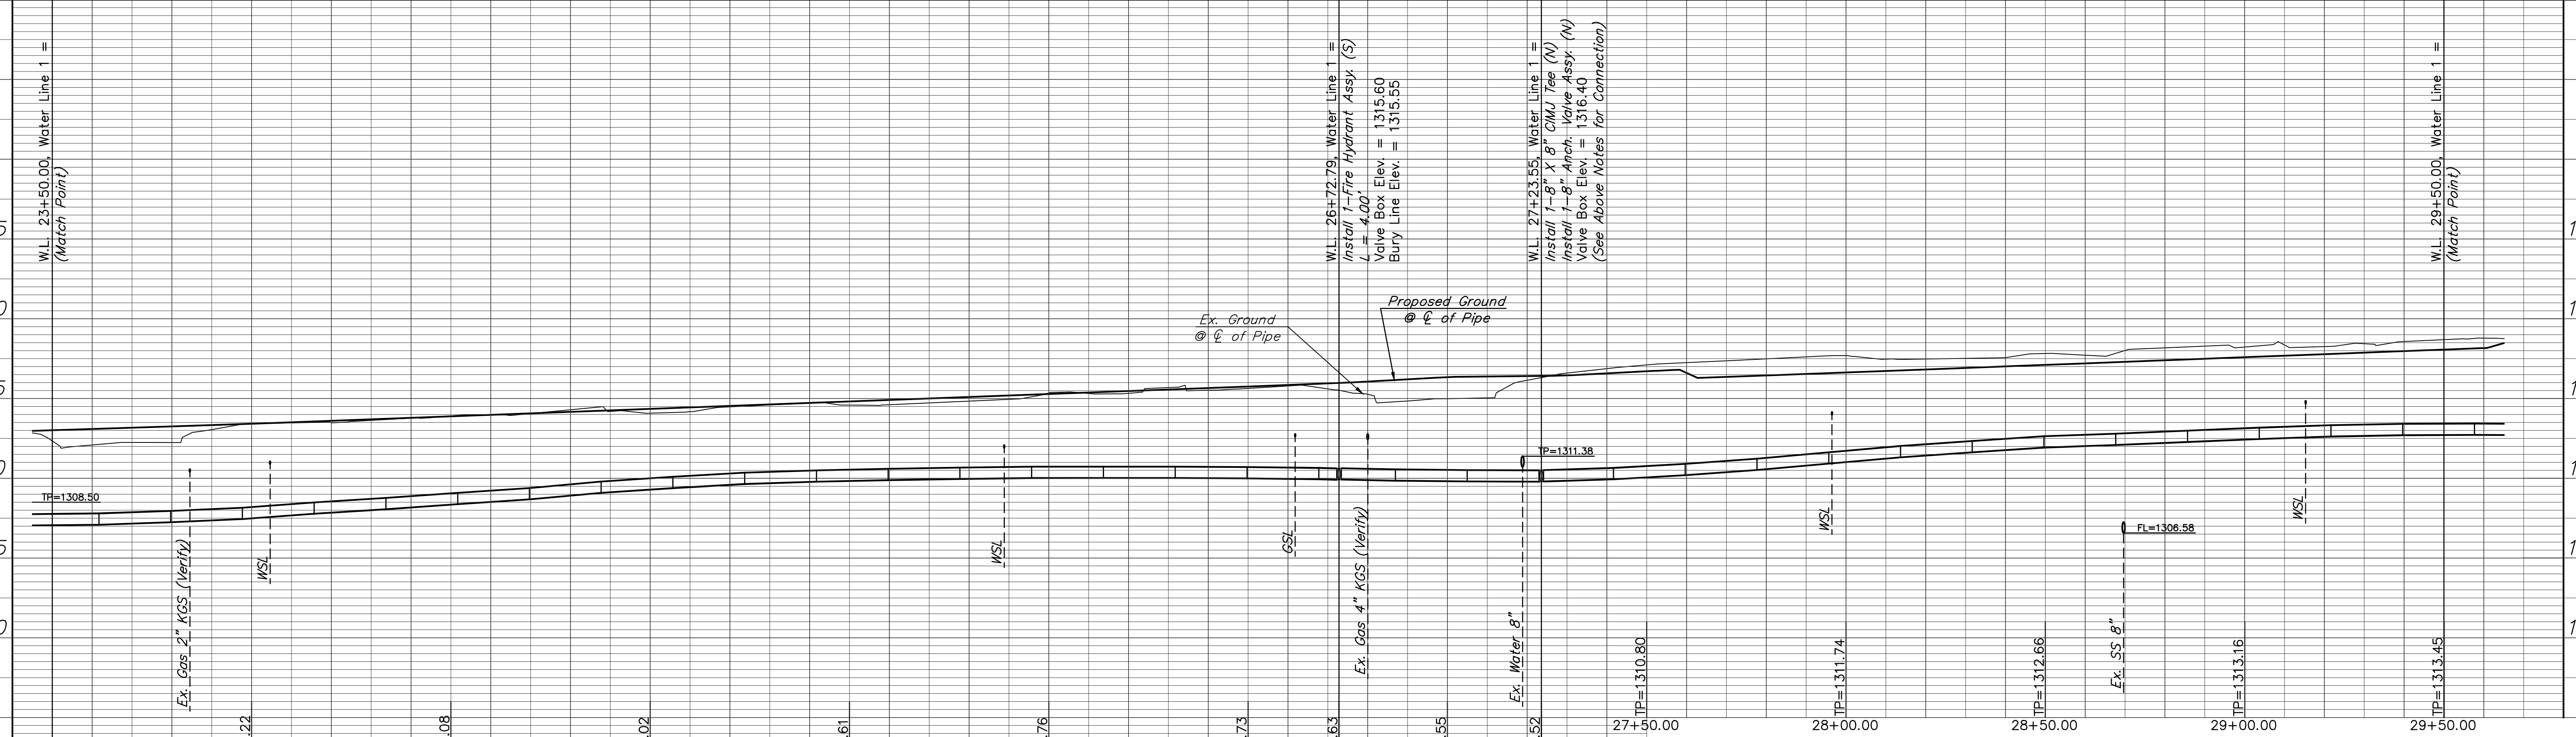 W.L. 23+50.00, Water Line 1 =
(Match Point)
W.L. 26+72.79, Water Line 1 =
Install 1-Fire Hydrant Assy. (S)
L = 4.00'
Valve Box Elev. = 1315.60
Bury Line Elev. = 1315.55
W.L. 27+23.55, Water Line 1 =
Install 1-8" X 8" CIMJ Tee (N)
Install 1-8" Anch. Valve Assy. (N)
Valve Box Elev. = 1316.40
(See Above Notes for Connection)
W.L. 29+50.00, Water Line 1 =
(Match Point)
Ex. Ground
@ ℄ of Pipe
Proposed Ground
@ ℄ of Pipe
TP=1308.50
TP=1311.38
FL=1306.58
Ex. Gas 2" KGS (Verify)
WSL
WSL
GSL
Ex. Gas 4" KGS (Verify)
Ex. Water 8"
WSL
Ex. SS 8"
WSL
.22
.08
.02
.61
.76
.73
.63
.55
.52
TP=1310.80
TP=1311.74
TP=1312.66
TP=1313.16
TP=1313.45
27+50.00
28+00.00
28+50.00
29+00.00
29+50.00